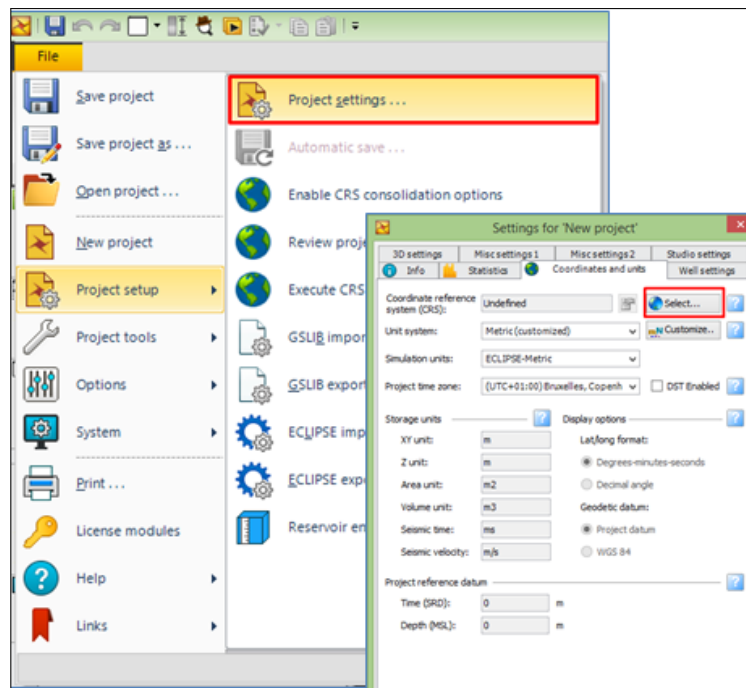 File
Save project
Save project as ...
Open project ...
New project
Project setup
Project tools
Options
System
Print ...
License modules
Help
Links
Project settings ...
Automatic save ...
Enable CRS consolidation options
Review proje
Execute CRS
GSLIB impor
GSLIB export
ECLIPSE imp
ECLIPSE expo
Reservoir en
Settings for 'New project'
3D settings Misc settings 1 Misc settings 2 Studio settings
Info Statistics Coordinates and units Well settings
Coordinate reference system (CRS): Undefined Select... ?
Unit system: Metric (customized) Customize.. ?
Simulation units: ECLIPSE-Metric
Project time zone: (UTC+01:00) Bruxelles, Copenh DST Enabled ?
Storage units ? Display options ?
XY unit: m Lat/long format:
Z unit: m Degrees-minutes-seconds
Area unit: m2 Decimal angle
Volume unit: m3 Geodetic datum:
Seismic time: ms Project datum
Seismic velocity: m/s WGS 84
Project reference datum ?
Time (SRD): 0 m
Depth (MSL): 0 m